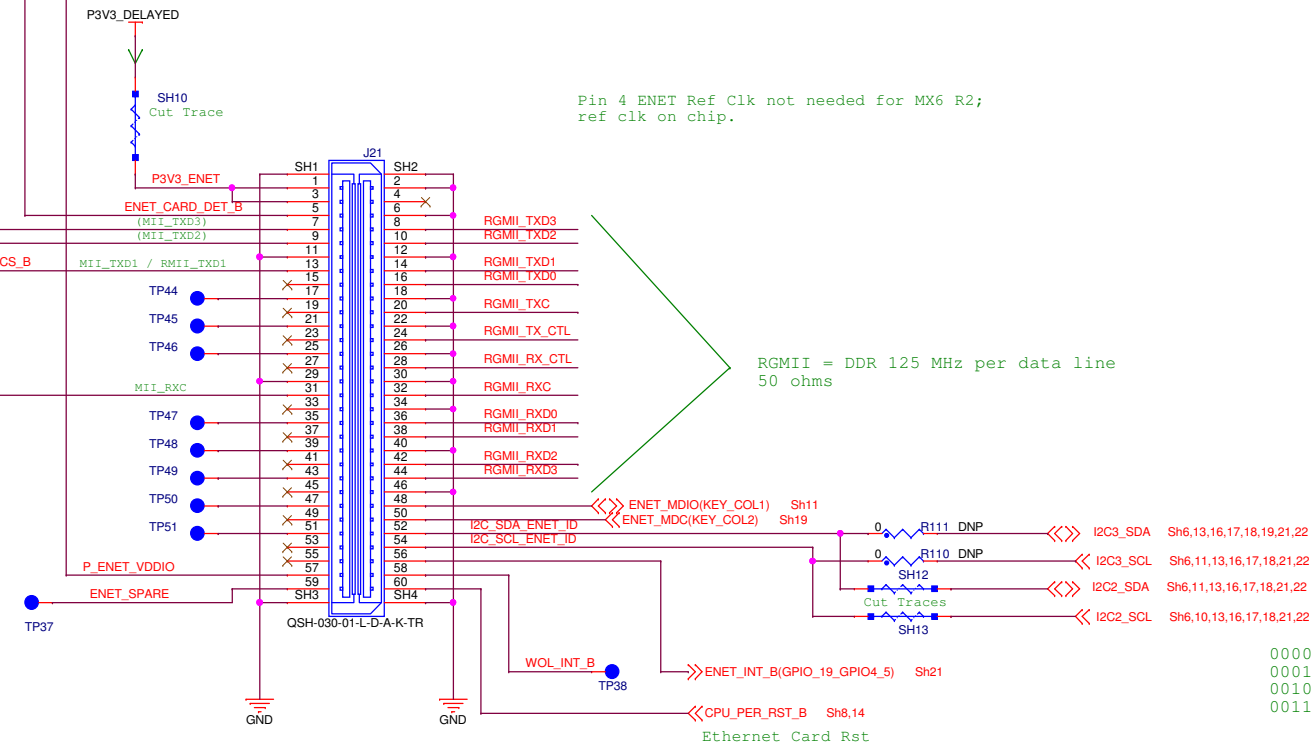 P3V3_DELAYED
SH10
Cut Trace
Pin 4 ENET Ref Clk not needed for MX6 R2;
ref clk on chip.
J21
SH1 SH2
P3V3_ENET 1 2
3 4
ENET_CARD_DET_B 5 6
(MII_TXD3) 7 8 RGMII_TXD3
(MII_TXD2) 9 10 RGMII_TXD2
11 12
CS_B MII_TXD1 / RMII_TXD1 13 14 RGMII_TXD1
15 16 RGMII_TXD0
TP44 17 18
19 20 RGMII_TXC
TP45 21 22
23 24 RGMII_TX_CTL
TP46 25 26
27 28 RGMII_RX_CTL
29 30
MII_RXC 31 32 RGMII_RXC
33 34
TP47 35 36 RGMII_RXD0
37 38 RGMII_RXD1
TP48 39 40
41 42 RGMII_RXD2
TP49 43 44 RGMII_RXD3
45 46
TP50 47 48 ENET_MDIO(KEY_COL1) Sh11
49 50 ENET_MDC(KEY_COL2) Sh19
TP51 51 52 I2C_SDA_ENET_ID
53 54 I2C_SCL_ENET_ID
55 56
P_ENET_VDDIO 57 58
59 60
ENET_SPARE SH3 SH4
TP37
QSH-030-01-L-D-A-K-TR
RGMII = DDR 125 MHz per data line
50 ohms
0 R111 DNP I2C3_SDA Sh6,13,16,17,18,19,21,22
0 R110 DNP I2C3_SCL Sh6,11,13,16,17,18,21,22
SH12
I2C2_SDA Sh6,11,13,16,17,18,21,22
Cut Traces
I2C2_SCL Sh6,10,13,16,17,18,21,22
SH13
WOL_INT_B
TP38
ENET_INT_B(GPIO_19_GPIO4_5) Sh21
CPU_PER_RST_B Sh8,14
Ethernet Card Rst
GND GND
0000
0001
0010
0011